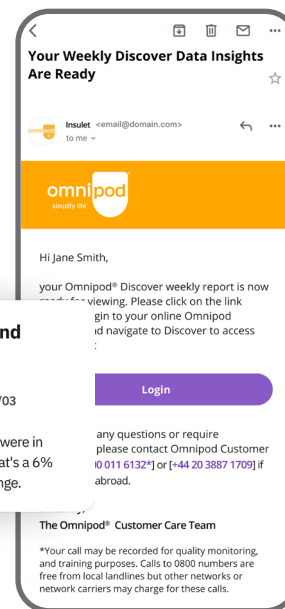 Your Weekly Discover Data Insights
Are Ready
omnipod
Insulet <email@domain.com>
to me
omnipod
simplify life®
Hi Jane Smith,
your Omnipod® Discover weekly report is now
viewing. Please click on the link
gin to your online Omnipod
nd navigate to Discover to access
:
nd
/03
were in
at's a 6%
nge.
Login
any questions or require
please contact Omnipod Customer
00 011 6132*] or [+44 20 3887 1709] if
abroad.
The Omnipod® Customer Care Team
*Your call may be recorded for quality monitoring,
and training purposes. Calls to 0800 numbers are
free from local landlines but other networks or
network carriers may charge for these calls.